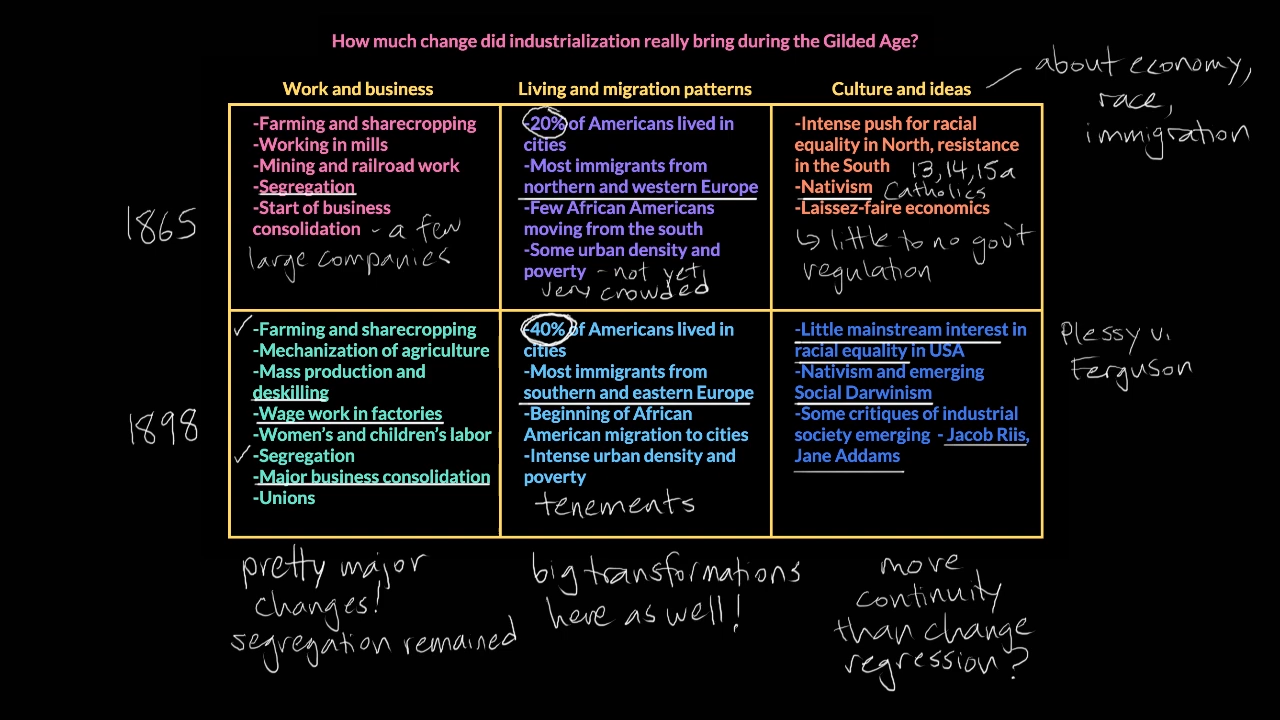 How much change did industrialization really bring during the Gilded Age?
about economy,
race,
immigration
Work and business
Living and migration patterns
Culture and ideas
1865
-Farming and sharecropping
-Working in mills
-Mining and railroad work
-Segregation
-Start of business
consolidation - a few
large companies
-20% of Americans lived in
cities
-Most immigrants from
northern and western Europe
-Few African Americans
moving from the south
-Some urban density and
poverty - not yet
very crowded
-Intense push for racial
equality in North, resistance
in the South 13, 14, 15a
-Nativism Catholics
-Laissez-faire economics
↳ little to no gov't
regulation
1898
✓ -Farming and sharecropping
-Mechanization of agriculture
-Mass production and
deskilling
-Wage work in factories
-Women's and children's labor
✓ -Segregation
-Major business consolidation
-Unions
-40% of Americans lived in
cities
-Most immigrants from
southern and eastern Europe
-Beginning of African
American migration to cities
-Intense urban density and
poverty
tenements
-Little mainstream interest in
racial equality in USA
-Nativism and emerging
Social Darwinism
-Some critiques of industrial
society emerging - Jacob Riis,
Jane Addams
Plessy v.
Ferguson
pretty major
changes!
segregation remained
big transformations
here as well!
more
continuity
than change
regression?